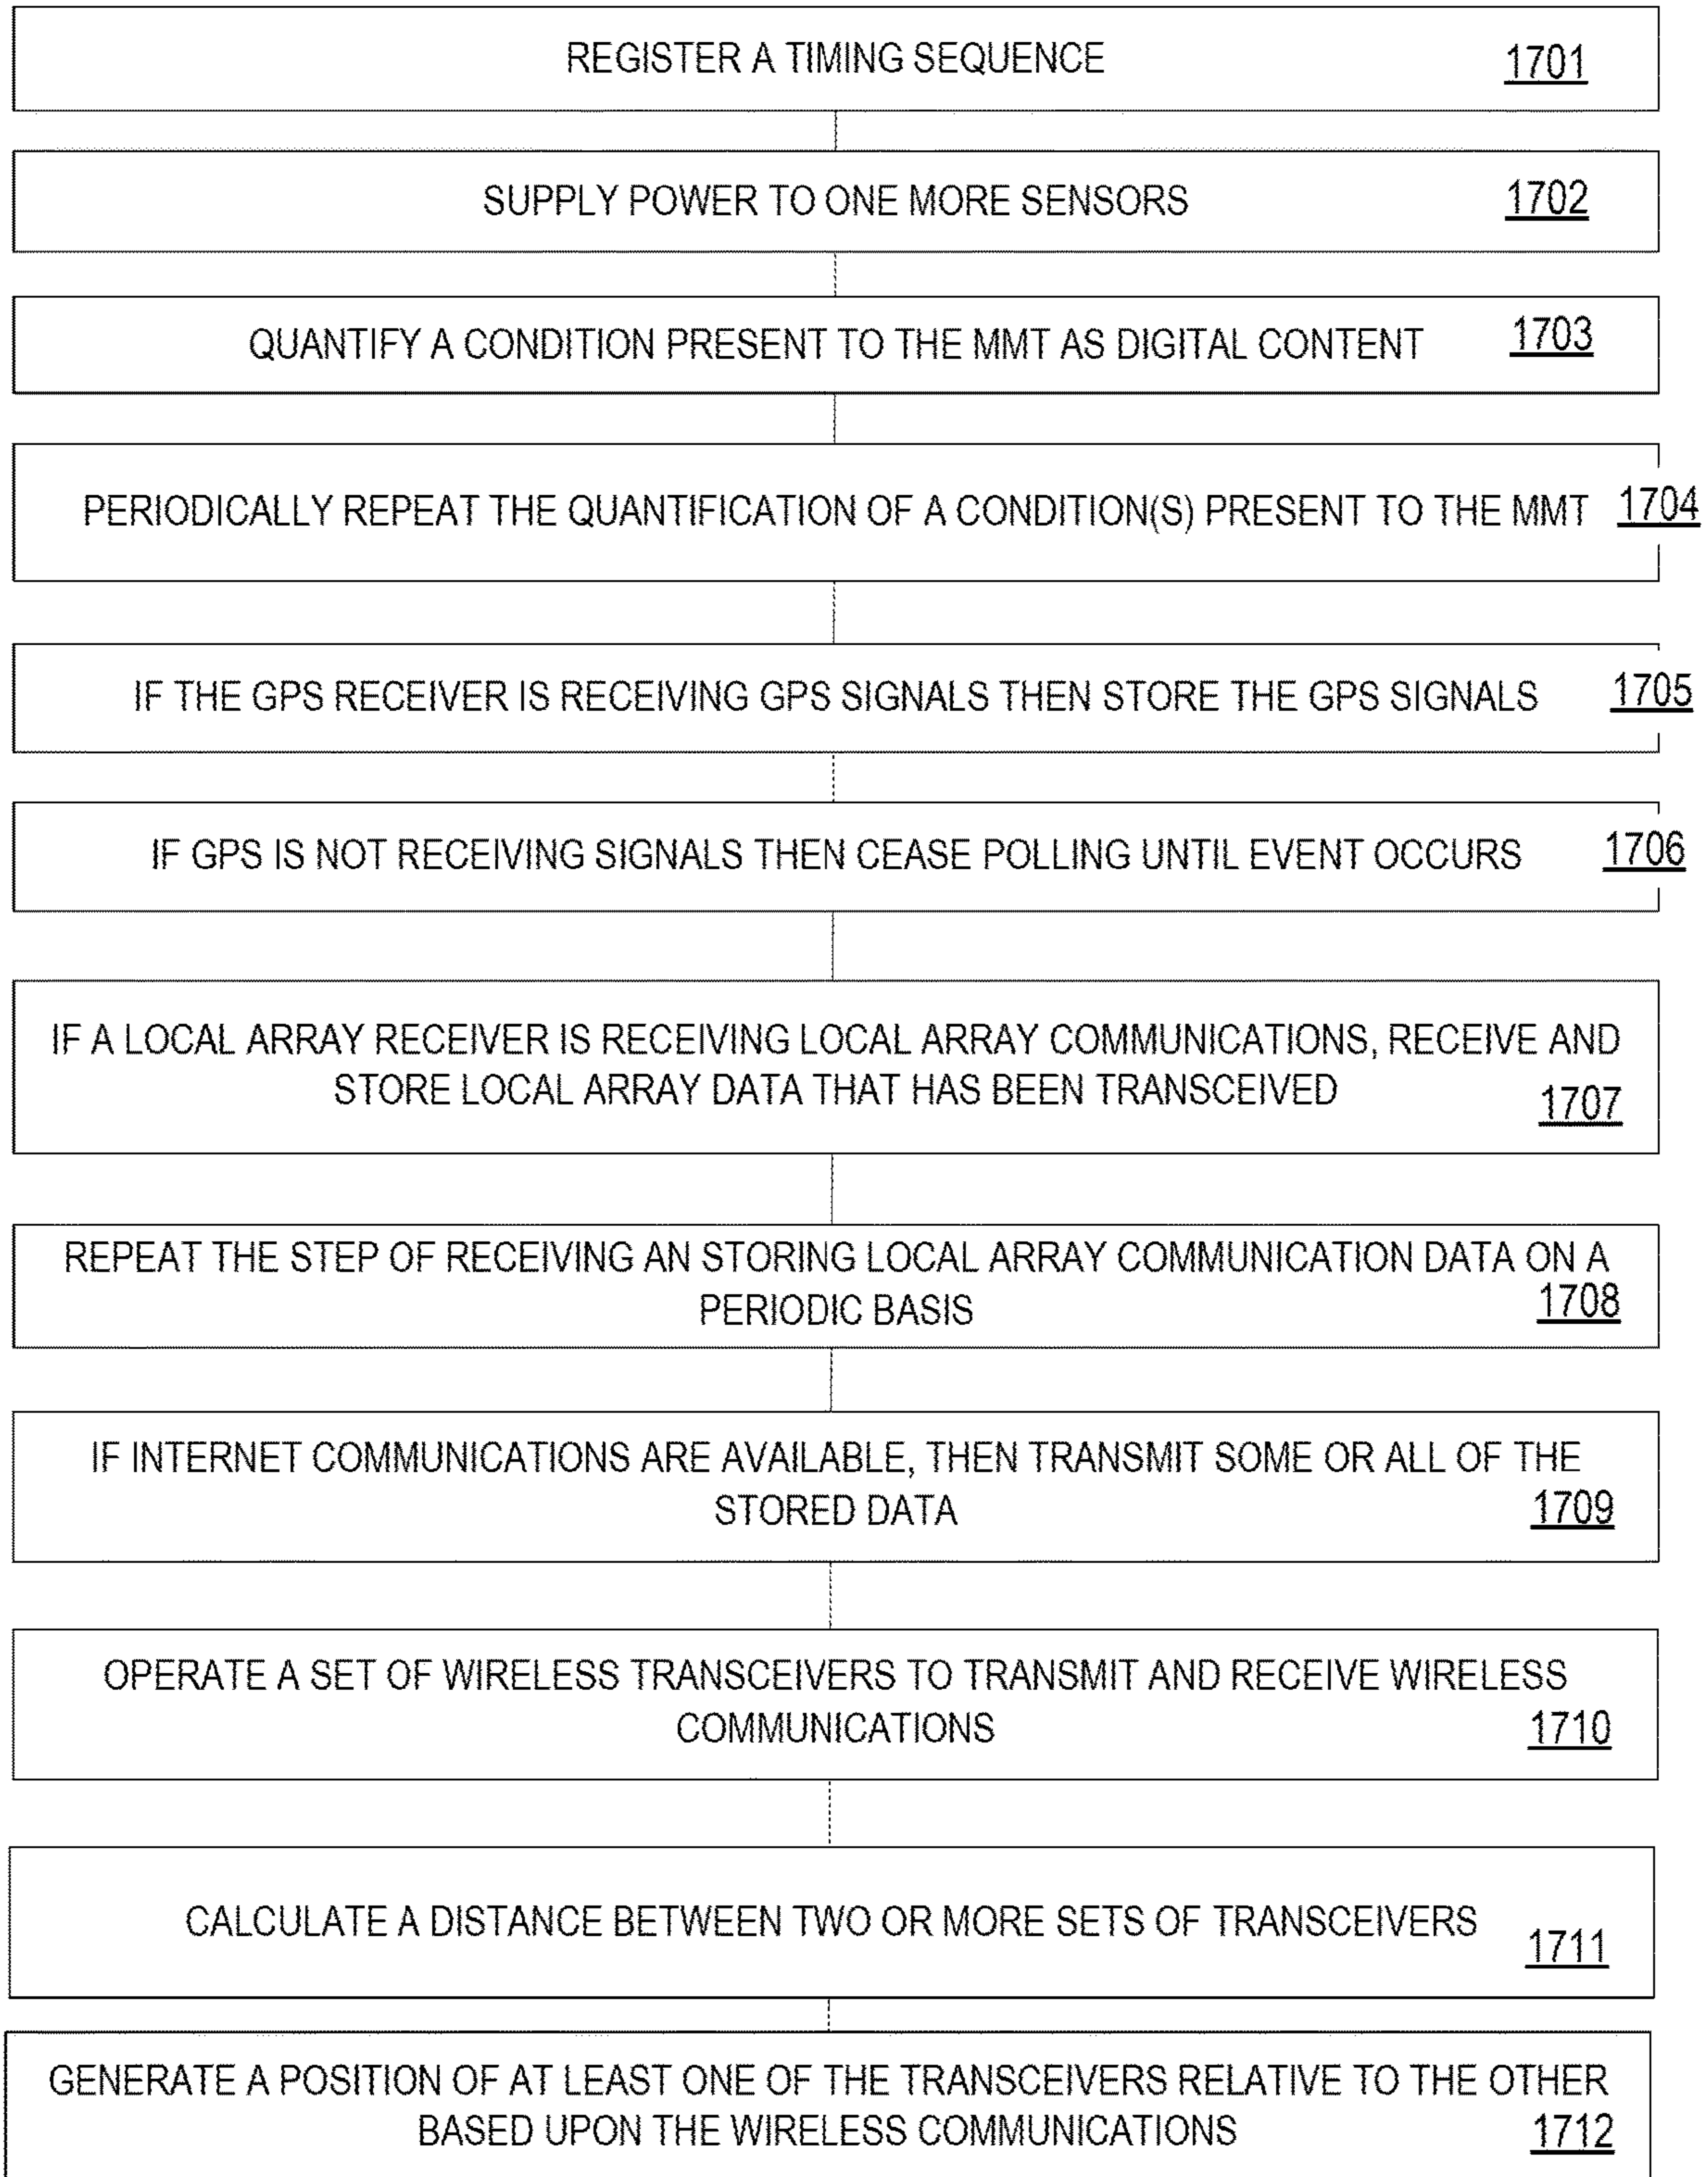 REGISTER A TIMING SEQUENCE 1701
SUPPLY POWER TO ONE MORE SENSORS 1702
QUANTIFY A CONDITION PRESENT TO THE MMT AS DIGITAL CONTENT 1703
PERIODICALLY REPEAT THE QUANTIFICATION OF A CONDITION(S) PRESENT TO THE MMT 1704
IF THE GPS RECEIVER IS RECEIVING GPS SIGNALS THEN STORE THE GPS SIGNALS 1705
IF GPS IS NOT RECEIVING SIGNALS THEN CEASE POLLING UNTIL EVENT OCCURS 1706
IF A LOCAL ARRAY RECEIVER IS RECEIVING LOCAL ARRAY COMMUNICATIONS, RECEIVE AND
STORE LOCAL ARRAY DATA THAT HAS BEEN TRANSCEIVED 1707
REPEAT THE STEP OF RECEIVING AN STORING LOCAL ARRAY COMMUNICATION DATA ON A
PERIODIC BASIS 1708
IF INTERNET COMMUNICATIONS ARE AVAILABLE, THEN TRANSMIT SOME OR ALL OF THE
STORED DATA 1709
OPERATE A SET OF WIRELESS TRANSCEIVERS TO TRANSMIT AND RECEIVE WIRELESS
COMMUNICATIONS 1710
CALCULATE A DISTANCE BETWEEN TWO OR MORE SETS OF TRANSCEIVERS 1711
GENERATE A POSITION OF AT LEAST ONE OF THE TRANSCEIVERS RELATIVE TO THE OTHER
BASED UPON THE WIRELESS COMMUNICATIONS 1712